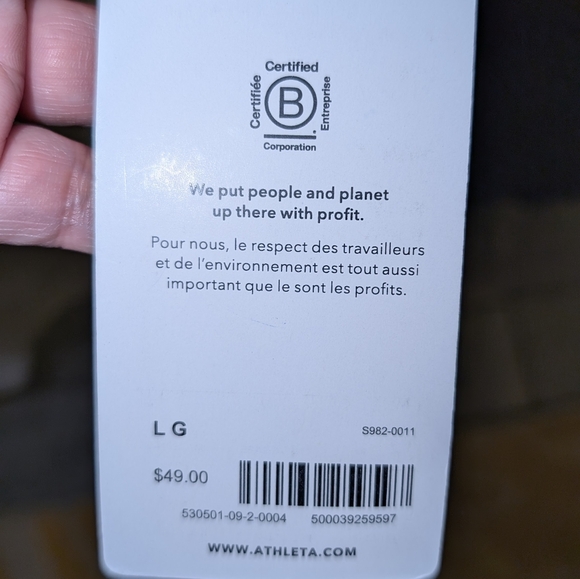 Certified
Certifiée
B
Entreprise
Corporation
We put people and planet
up there with profit.
Pour nous, le respect des travailleurs
et de l'environnement est tout aussi
important que le sont les profits.
LG
S982-0011
$49.00
530501-09-2-0004 500039259597
WWW.ATHLETA.COM